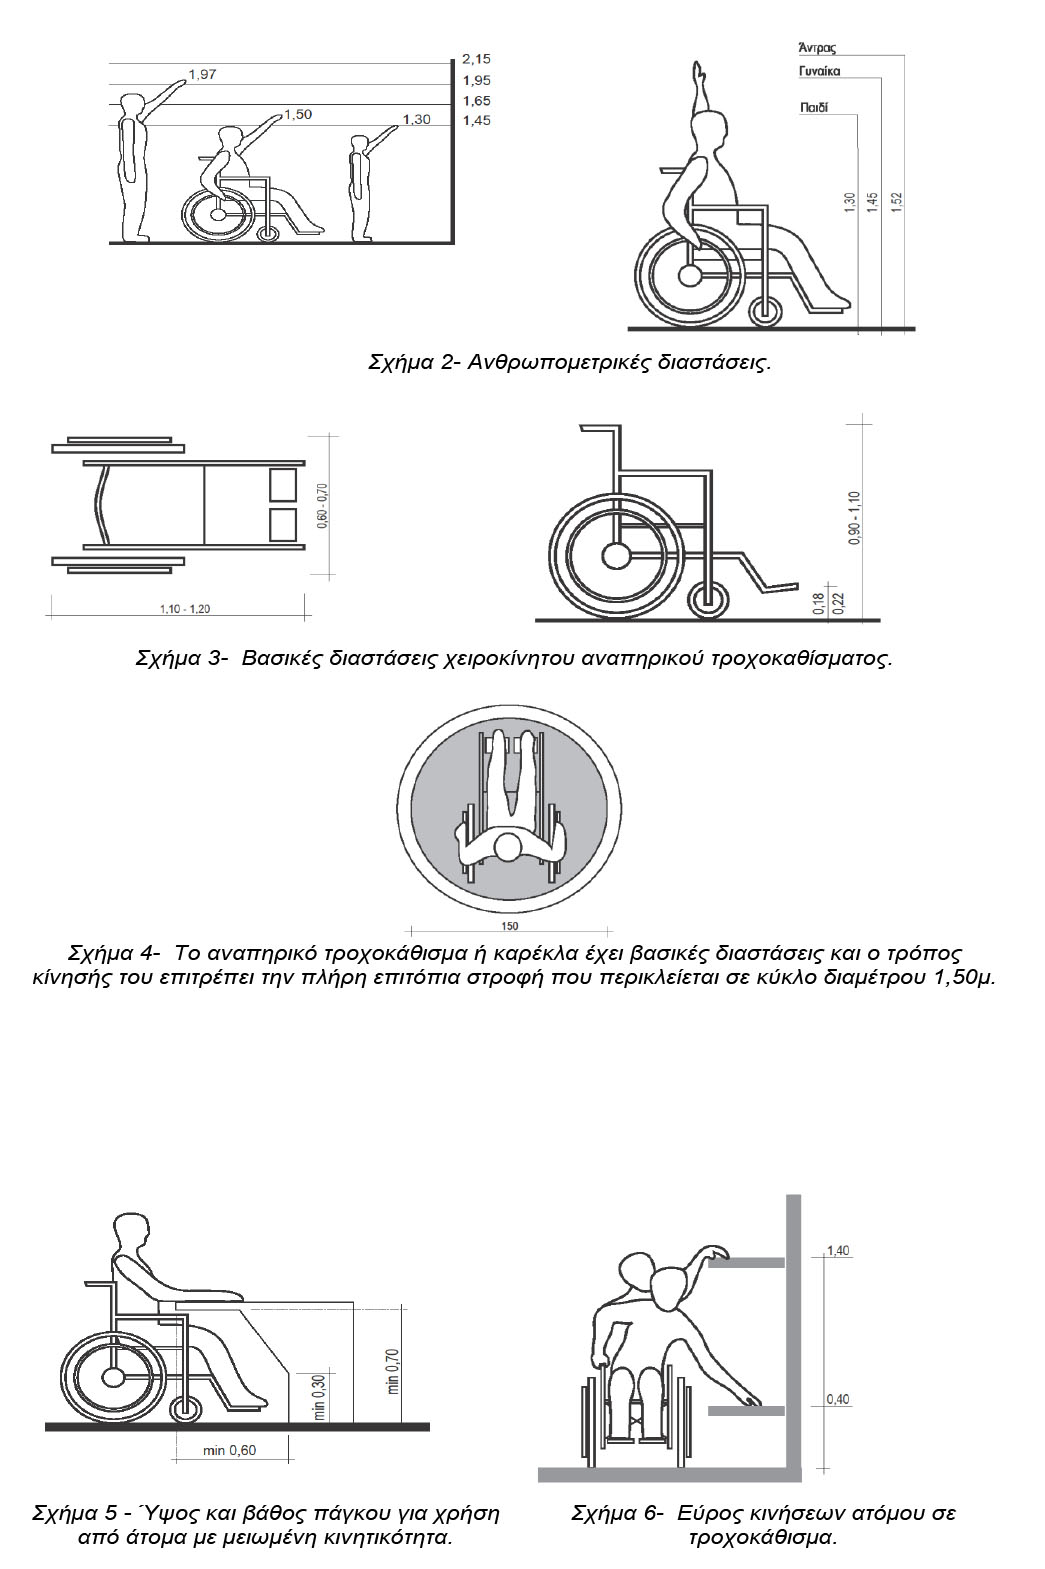 2,15
1,97
1,95
1,65
1,50
1,30
1,45
Άντρας
Γυναίκα
Παιδί
1,30
1,45
1,52
Σχήμα 2- Ανθρωπομετρικές διαστάσεις.
0,60 - 0,70
1,10 - 1,20
0,90 - 1,10
0,18
0,22
Σχήμα 3- Βασικές διαστάσεις χειροκίνητου αναπηρικού τροχοκαθίσματος.
150
Σχήμα 4- Το αναπηρικό τροχοκάθισμα ή καρέκλα έχει βασικές διαστάσεις και ο τρόπος
κίνησής του επιτρέπει την πλήρη επιτόπια στροφή που περικλείεται σε κύκλο διαμέτρου 1,50μ.
min 0,30
min 0,70
min 0,60
1,40
0,40
Σχήμα 5 - Ύψος και βάθος πάγκου για χρήση
από άτομα με μειωμένη κινητικότητα.
Σχήμα 6- Εύρος κινήσεων ατόμου σε
τροχοκάθισμα.